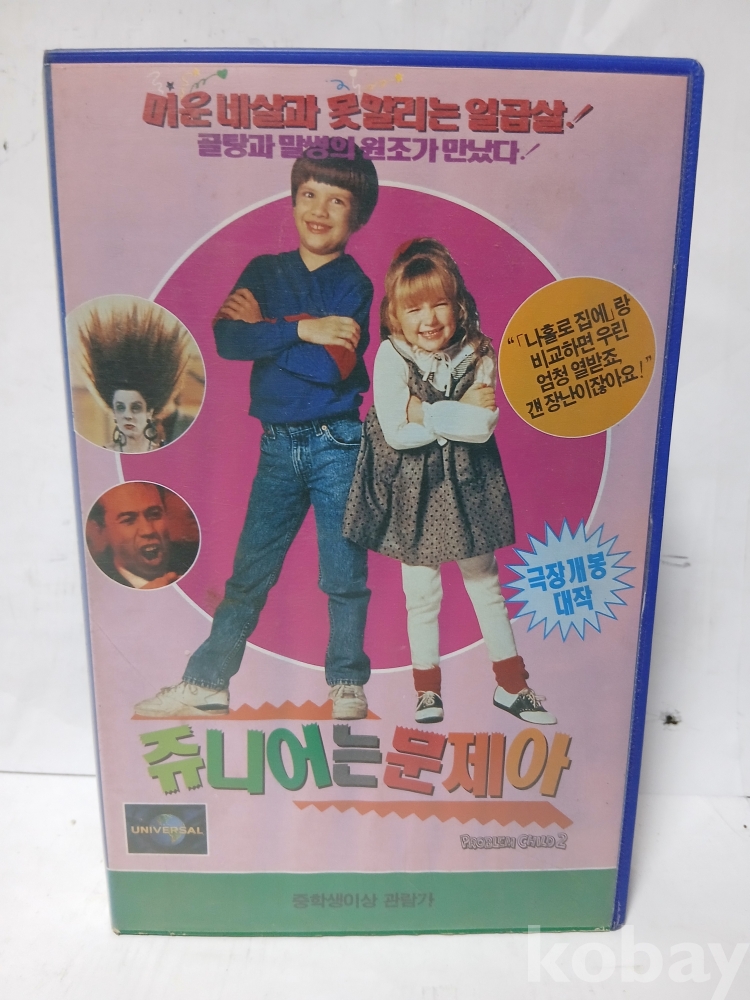 미운 네살과 못말리는 일곱살!
골탕과 말썽의 원조가 만났다!
“「나홀로 집에」랑
비교하면 우린
엄청 열받죠.
걘 장난이잖아요!”
극장개봉
대작
쥬니어는 문제아
UNIVERSAL
PROBLEM CHILD 2
중학생이상 관람가
kobay